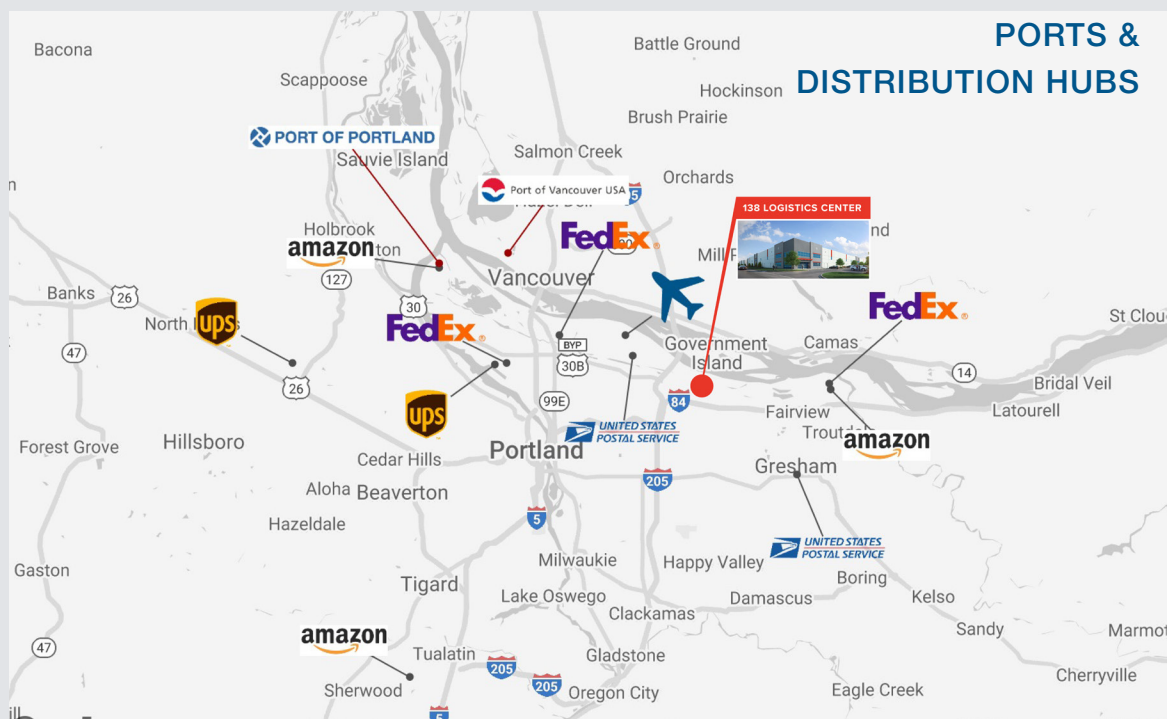 PORTS &
DISTRIBUTION HUBS
Bacona
Battle Ground
Scappoose
Hockinson
Brush Prairie
PORT OF PORTLAND
Sauvie Island
Salmon Creek
Orchards
Port of Vancouver USA
138 LOGISTICS CENTER
Holbrook
amazon
FedEx
127
Vancouver
Banks
26
30
North
ups
FedEx
FedEx
St Clou
47
BYP
30B
Government
Island
Camas
14
26
Bridal Veil
99E
84
Fairview
Latourell
ups
UNITED STATES
POSTAL SERVICE
Forest Grove
Hillsboro
Portland
amazon
Cedar Hills
Gresham
205
Aloha
Beaverton
Hazeldale
5
UNITED STATES
POSTAL SERVICE
Milwaukie
Happy Valley
Gaston
Tigard
Boring
Lake Oswego
Damascus
Kelso
Clackamas
Sandy
Marmot
amazon
47
Tualatin
Gladstone
205
205
Cherryville
Sherwood
Oregon City
Eagle Creek
5